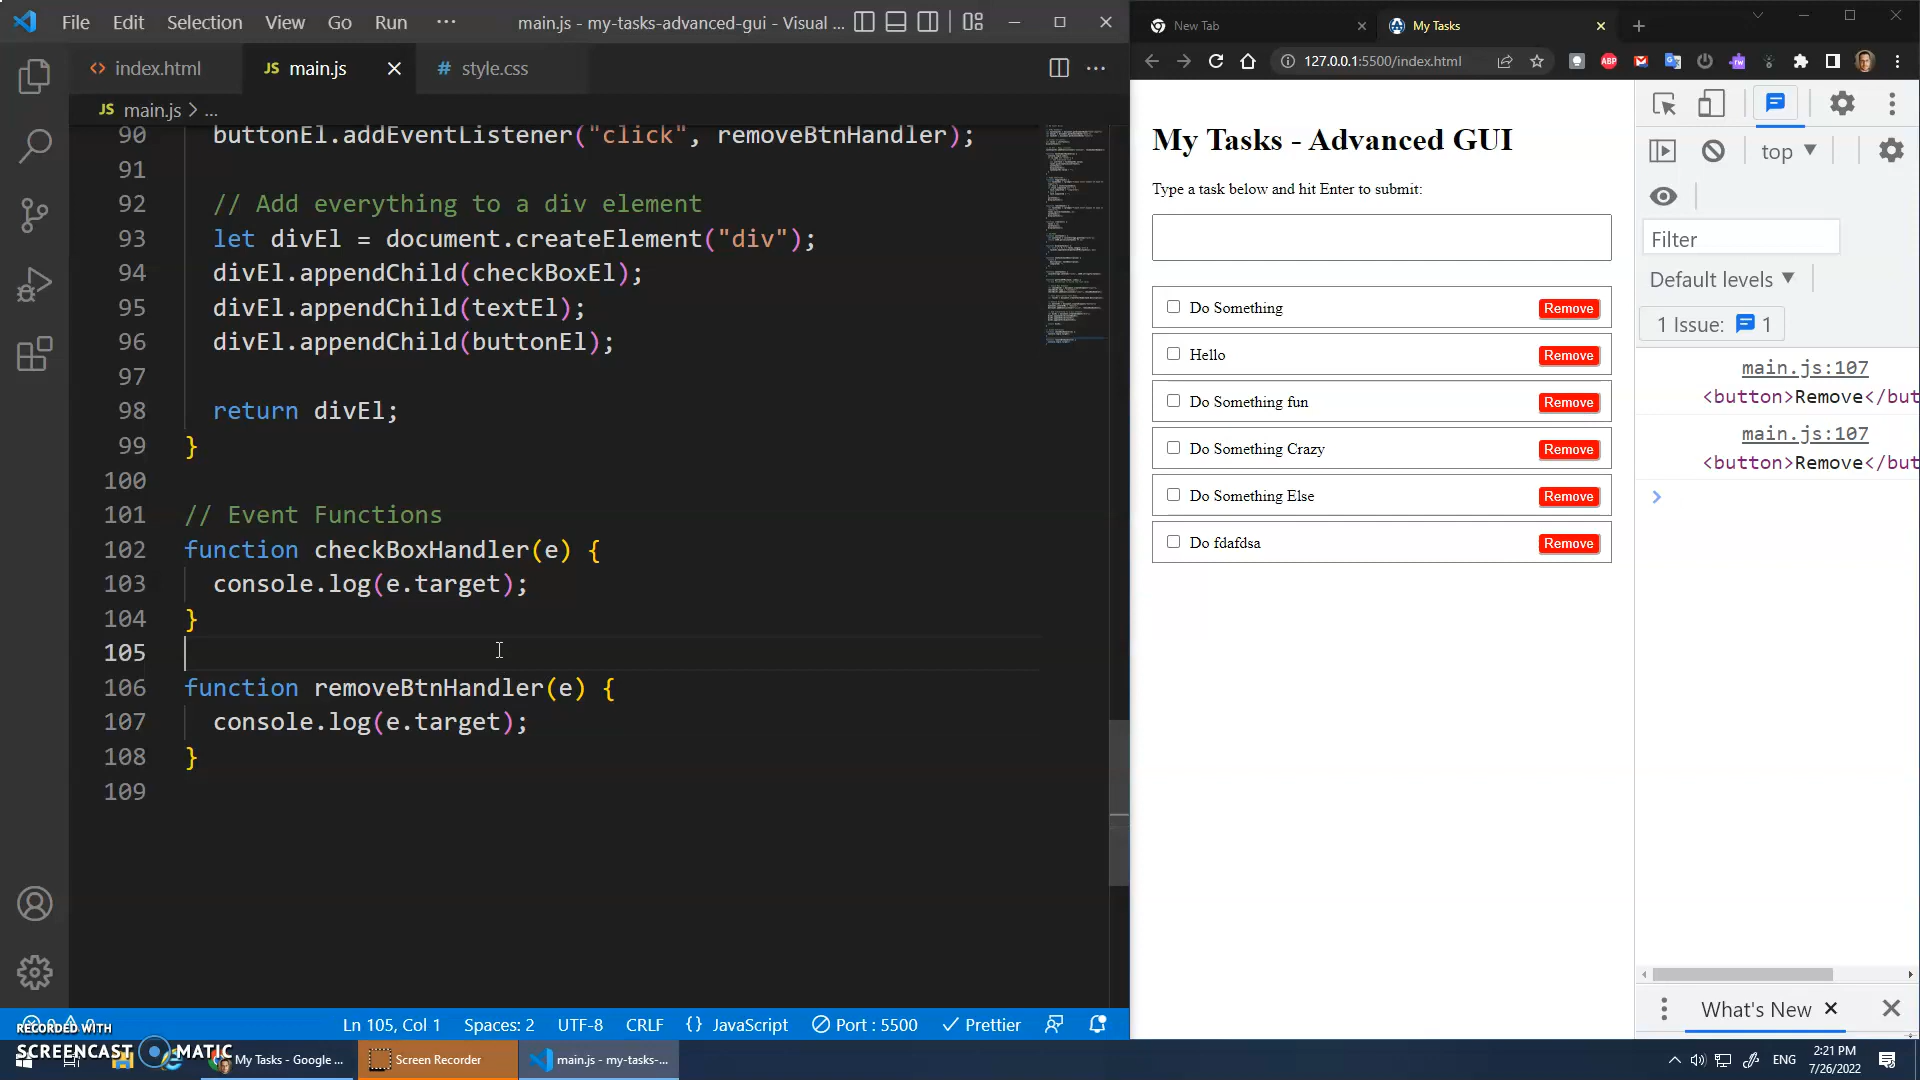 File Edit Selection View Go Run ··· main.js - my-tasks-advanced-gui - Visual ...
index.html JS main.js # style.css
JS main.js > ...
90 buttonEl.addEventListener("click", removeBtnHandler);
91
92 // Add everything to a div element
93 let divEl = document.createElement("div");
94 divEl.appendChild(checkBoxEl);
95 divEl.appendChild(textEl);
96 divEl.appendChild(buttonEl);
97
98 return divEl;
99 }
100
101 // Event Functions
102 function checkBoxHandler(e) {
103 console.log(e.target);
104 }
105
106 function removeBtnHandler(e) {
107 console.log(e.target);
108 }
109
Ln 105, Col 1 Spaces: 2 UTF-8 CRLF {} JavaScript Port : 5500 Prettier
New Tab My Tasks
127.0.0.1:5500/index.html ABP
My Tasks - Advanced GUI
Type a task below and hit Enter to submit:
Do Something Remove
Hello Remove
Do Something fun Remove
Do Something Crazy Remove
Do Something Else Remove
Do fdafdsa Remove
top
Filter
Default levels
1 Issue: 1
main.js:107
<button>Remove</but
main.js:107
<button>Remove</but
What's New
RECORDED WITH
SCREENCAST MATIC
My Tasks - Google ... Screen Recorder main.js - my-tasks-...
ENG 2:21 PM
7/26/2022